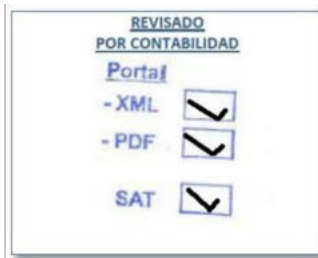 REVISADO
POR CONTABILIDAD
Portal
- XML
- PDF
SAT